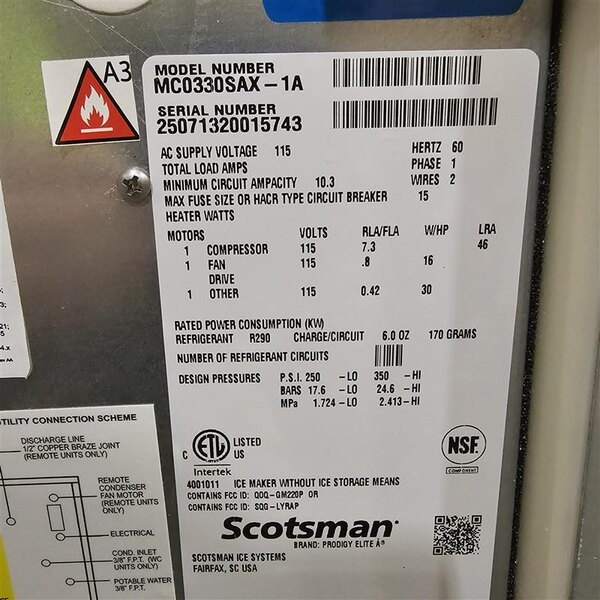 A3
MODEL NUMBER
MC0330SAX-1A
SERIAL NUMBER
25071320015743
AC SUPPLY VOLTAGE 115 HERTZ 60
TOTAL LOAD AMPS PHASE 1
MINIMUM CIRCUIT AMPACITY 10.3 WIRES 2
MAX FUSE SIZE OR HACR TYPE CIRCUIT BREAKER 15
HEATER WATTS
MOTORS VOLTS RLA/FLA W/HP LRA
1 COMPRESSOR 115 7.3 46
1 FAN 115 .8 16
DRIVE
1 OTHER 115 0.42 30
RATED POWER CONSUMPTION (KW)
REFRIGERANT R290 CHARGE/CIRCUIT 6.0 OZ 170 GRAMS
NUMBER OF REFRIGERANT CIRCUITS
DESIGN PRESSURES P.S.I. 250 -LO 350 -HI
BARS 17.6 -LO 24.6 -HI
MPa 1.724 -LO 2.413-HI
C ETL LISTED US
Intertek
NSF.
COMPONENT
4001011 ICE MAKER WITHOUT ICE STORAGE MEANS
CONTAINS FCC ID: QOQ-GM220P OR
CONTAINS FCC ID: SQG-LYRAP
Scotsman
BRAND: PRODIGY ELITE Â®
SCOTSMAN ICE SYSTEMS
FAIRFAX, SC USA
TILITY CONNECTION SCHEME
DISCHARGE LINE
1/2" COPPER BRAZE JOINT
(REMOTE UNITS ONLY)
REMOTE
CONDENSER
FAN MOTOR
(REMOTE UNITS
ONLY)
ELECTRICAL
COND. INLET
3/8" F.P.T. (WC
UNITS ONLY)
POTABLE WATER
3/8" F.P.T.